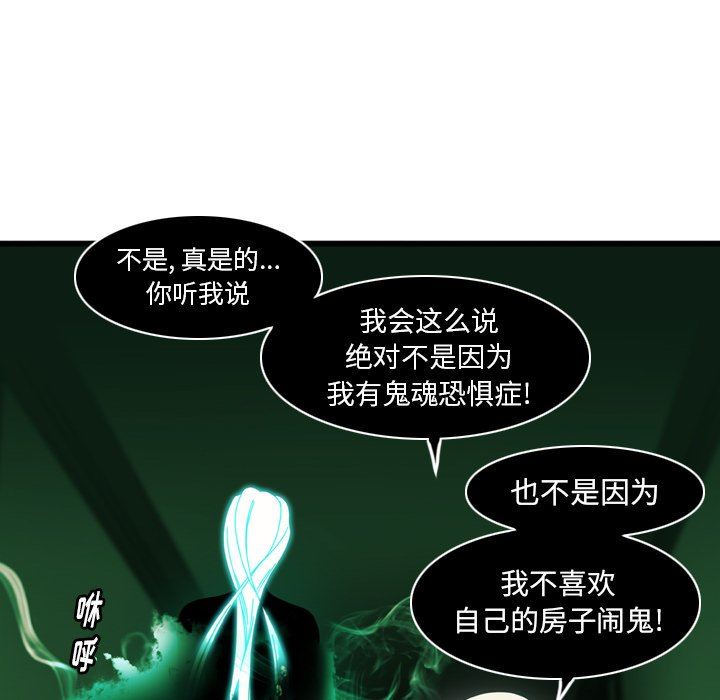 不是, 真是的...
你听我说
我会这么说
绝对不是因为
我有鬼魂恐惧症!
也不是因为
我不喜欢
自己的房子闹鬼!
咻
呼